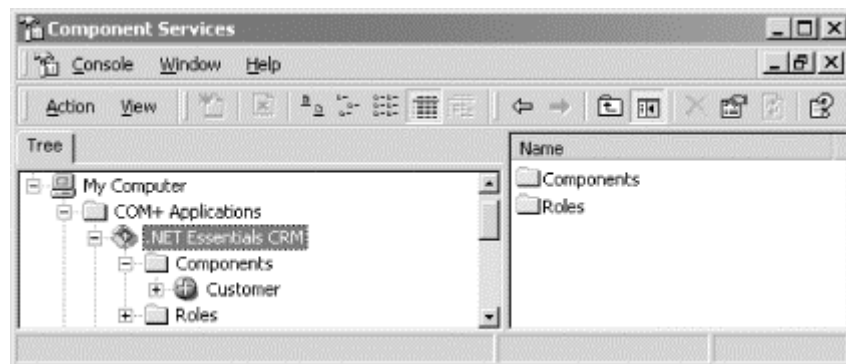 Component Services
Console Window Help
Action View
Tree
Name
My Computer
COM+ Applications
.NET Essentials CRM
Components
Customer
Roles
Components
Roles